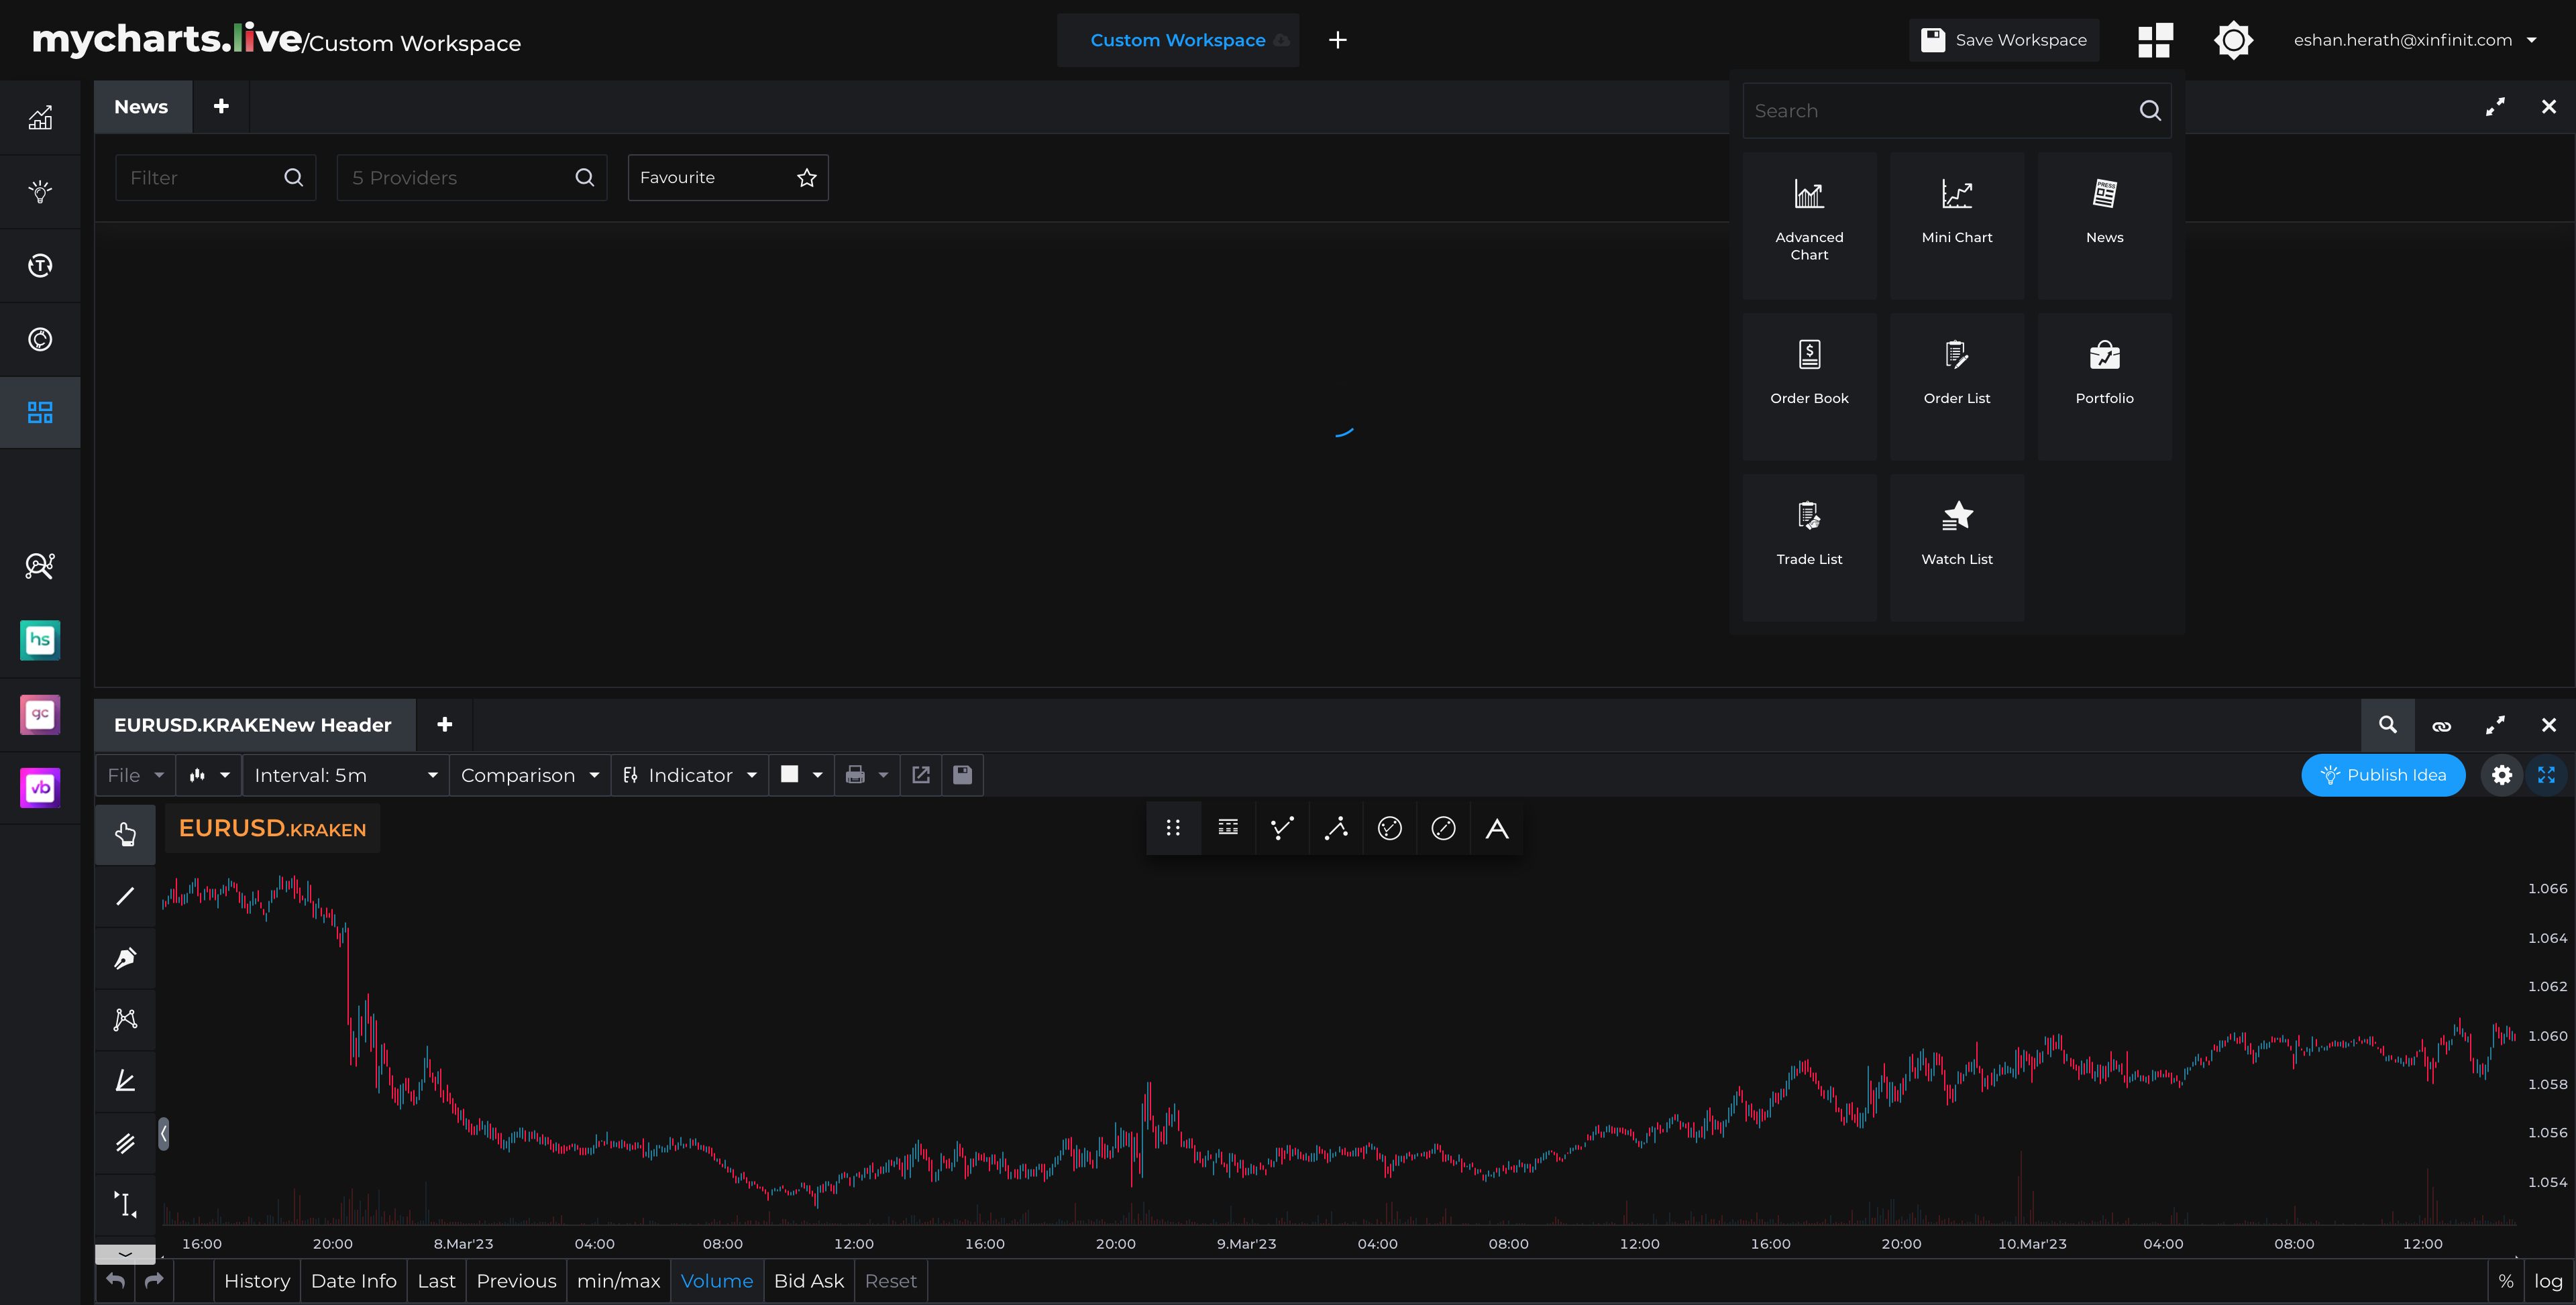 mycharts.live/Custom Workspace
Custom Workspace
Save Workspace
eshan.herath@xinfinit.com
News
Search
Filter
5 Providers
Favourite
Advanced
Chart
Mini Chart
PRESS
News
Order Book
Order List
Portfolio
Trade List
Watch List
hs
gc
vb
EURUSD.KRAKENew Header
File
Interval: 5m
Comparison
Indicator
Publish Idea
EURUSD.KRAKEN
1.066
1.064
1.062
1.060
1.058
1.056
1.054
16:00
20:00
8.Mar'23
04:00
08:00
12:00
16:00
20:00
9.Mar'23
04:00
08:00
12:00
16:00
20:00
10.Mar'23
04:00
08:00
12:00
History
Date Info
Last
Previous
min/max
Volume
Bid Ask
Reset
%
log